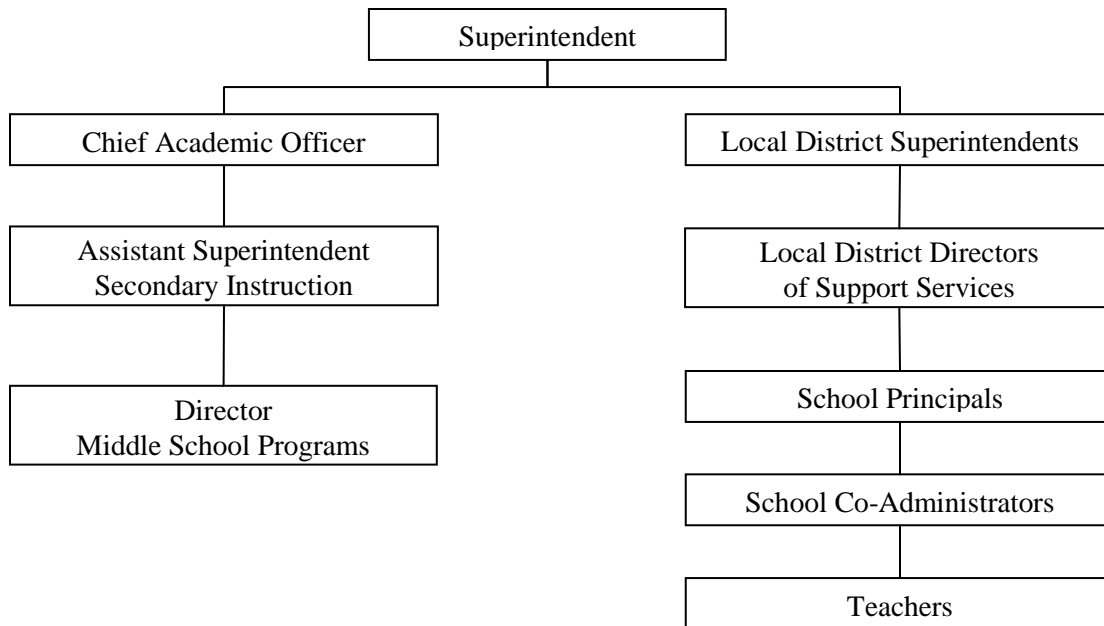 Superintendent
Chief Academic Officer
Local District Superintendents
Assistant Superintendent
Secondary Instruction
Local District Directors
of Support Services
Director
Middle School Programs
School Principals
School Co-Administrators
Teachers